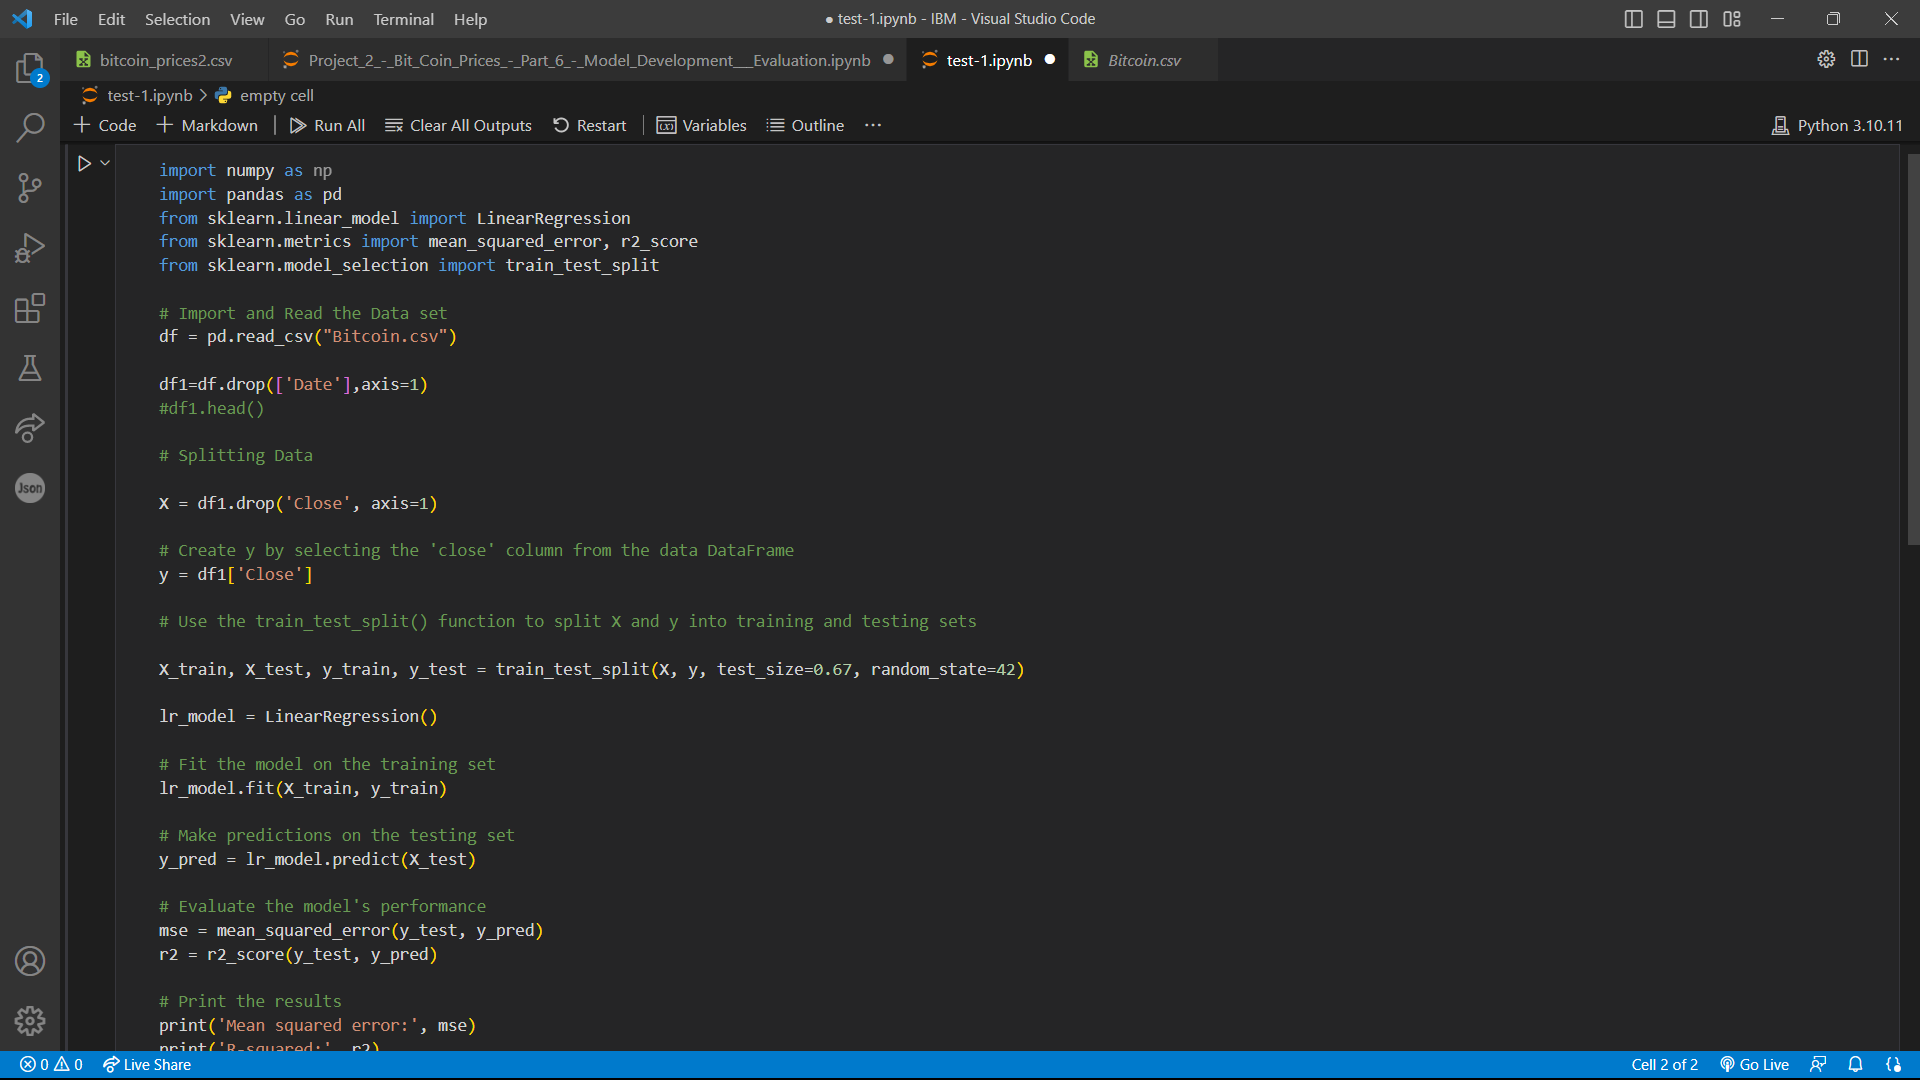 File Edit Selection View Go Run Terminal Help
● test-1.ipynb - IBM - Visual Studio Code
bitcoin_prices2.csv
Project_2_-_Bit_Coin_Prices_-_Part_6_-_Model_Development___Evaluation.ipynb
test-1.ipynb
Bitcoin.csv
2
test-1.ipynb > empty cell
+ Code + Markdown | Run All Clear All Outputs Restart | Variables Outline ...
Python 3.10.11
import numpy as np
import pandas as pd
from sklearn.linear_model import LinearRegression
from sklearn.metrics import mean_squared_error, r2_score
from sklearn.model_selection import train_test_split
# Import and Read the Data set
df = pd.read_csv("Bitcoin.csv")
df1=df.drop(['Date'],axis=1)
#df1.head()
# Splitting Data
X = df1.drop('Close', axis=1)
# Create y by selecting the 'close' column from the data DataFrame
y = df1['Close']
# Use the train_test_split() function to split X and y into training and testing sets
X_train, X_test, y_train, y_test = train_test_split(X, y, test_size=0.67, random_state=42)
lr_model = LinearRegression()
# Fit the model on the training set
lr_model.fit(X_train, y_train)
# Make predictions on the testing set
y_pred = lr_model.predict(X_test)
# Evaluate the model's performance
mse = mean_squared_error(y_test, y_pred)
r2 = r2_score(y_test, y_pred)
# Print the results
print('Mean squared error:', mse)
print('R-squared:', r2)
Json
0 0 Live Share
Cell 2 of 2 Go Live